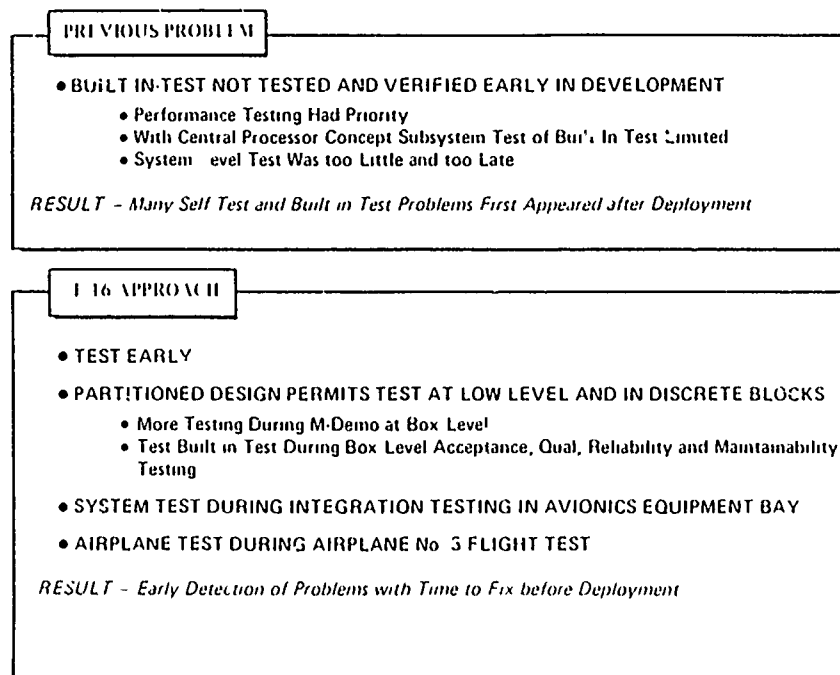 PREVIOUS PROBLEM
• BUILT IN-TEST NOT TESTED AND VERIFIED EARLY IN DEVELOPMENT
• Performance Testing Had Priority
• With Central Processor Concept Subsystem Test of Built In Test Limited
• System Level Test Was too Little and too Late
RESULT – Many Self Test and Built in Test Problems First Appeared after Deployment
F-16 APPROACH
• TEST EARLY
• PARTITIONED DESIGN PERMITS TEST AT LOW LEVEL AND IN DISCRETE BLOCKS
• More Testing During M-Demo at Box Level
• Test Built in Test During Box Level Acceptance, Qual, Reliability and Maintainability
Testing
• SYSTEM TEST DURING INTEGRATION TESTING IN AVIONICS EQUIPMENT BAY
• AIRPLANE TEST DURING AIRPLANE No 3 FLIGHT TEST
RESULT – Early Detection of Problems with Time to Fix before Deployment